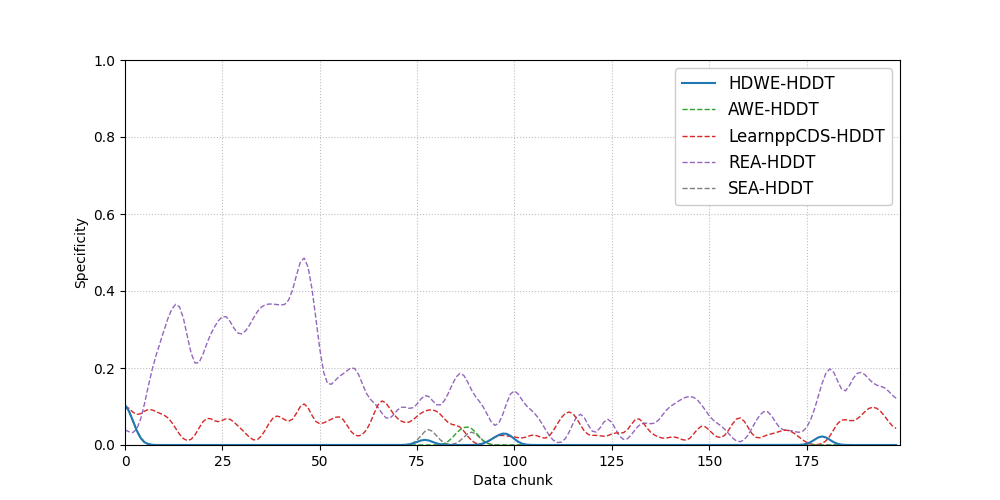 1.0
0.8
0.6
0.4
0.2
0.0
Specificity
0
25
50
75
100
125
150
175
Data chunk
HDWE-HDDT
AWE-HDDT
LearnppCDS-HDDT
REA-HDDT
SEA-HDDT